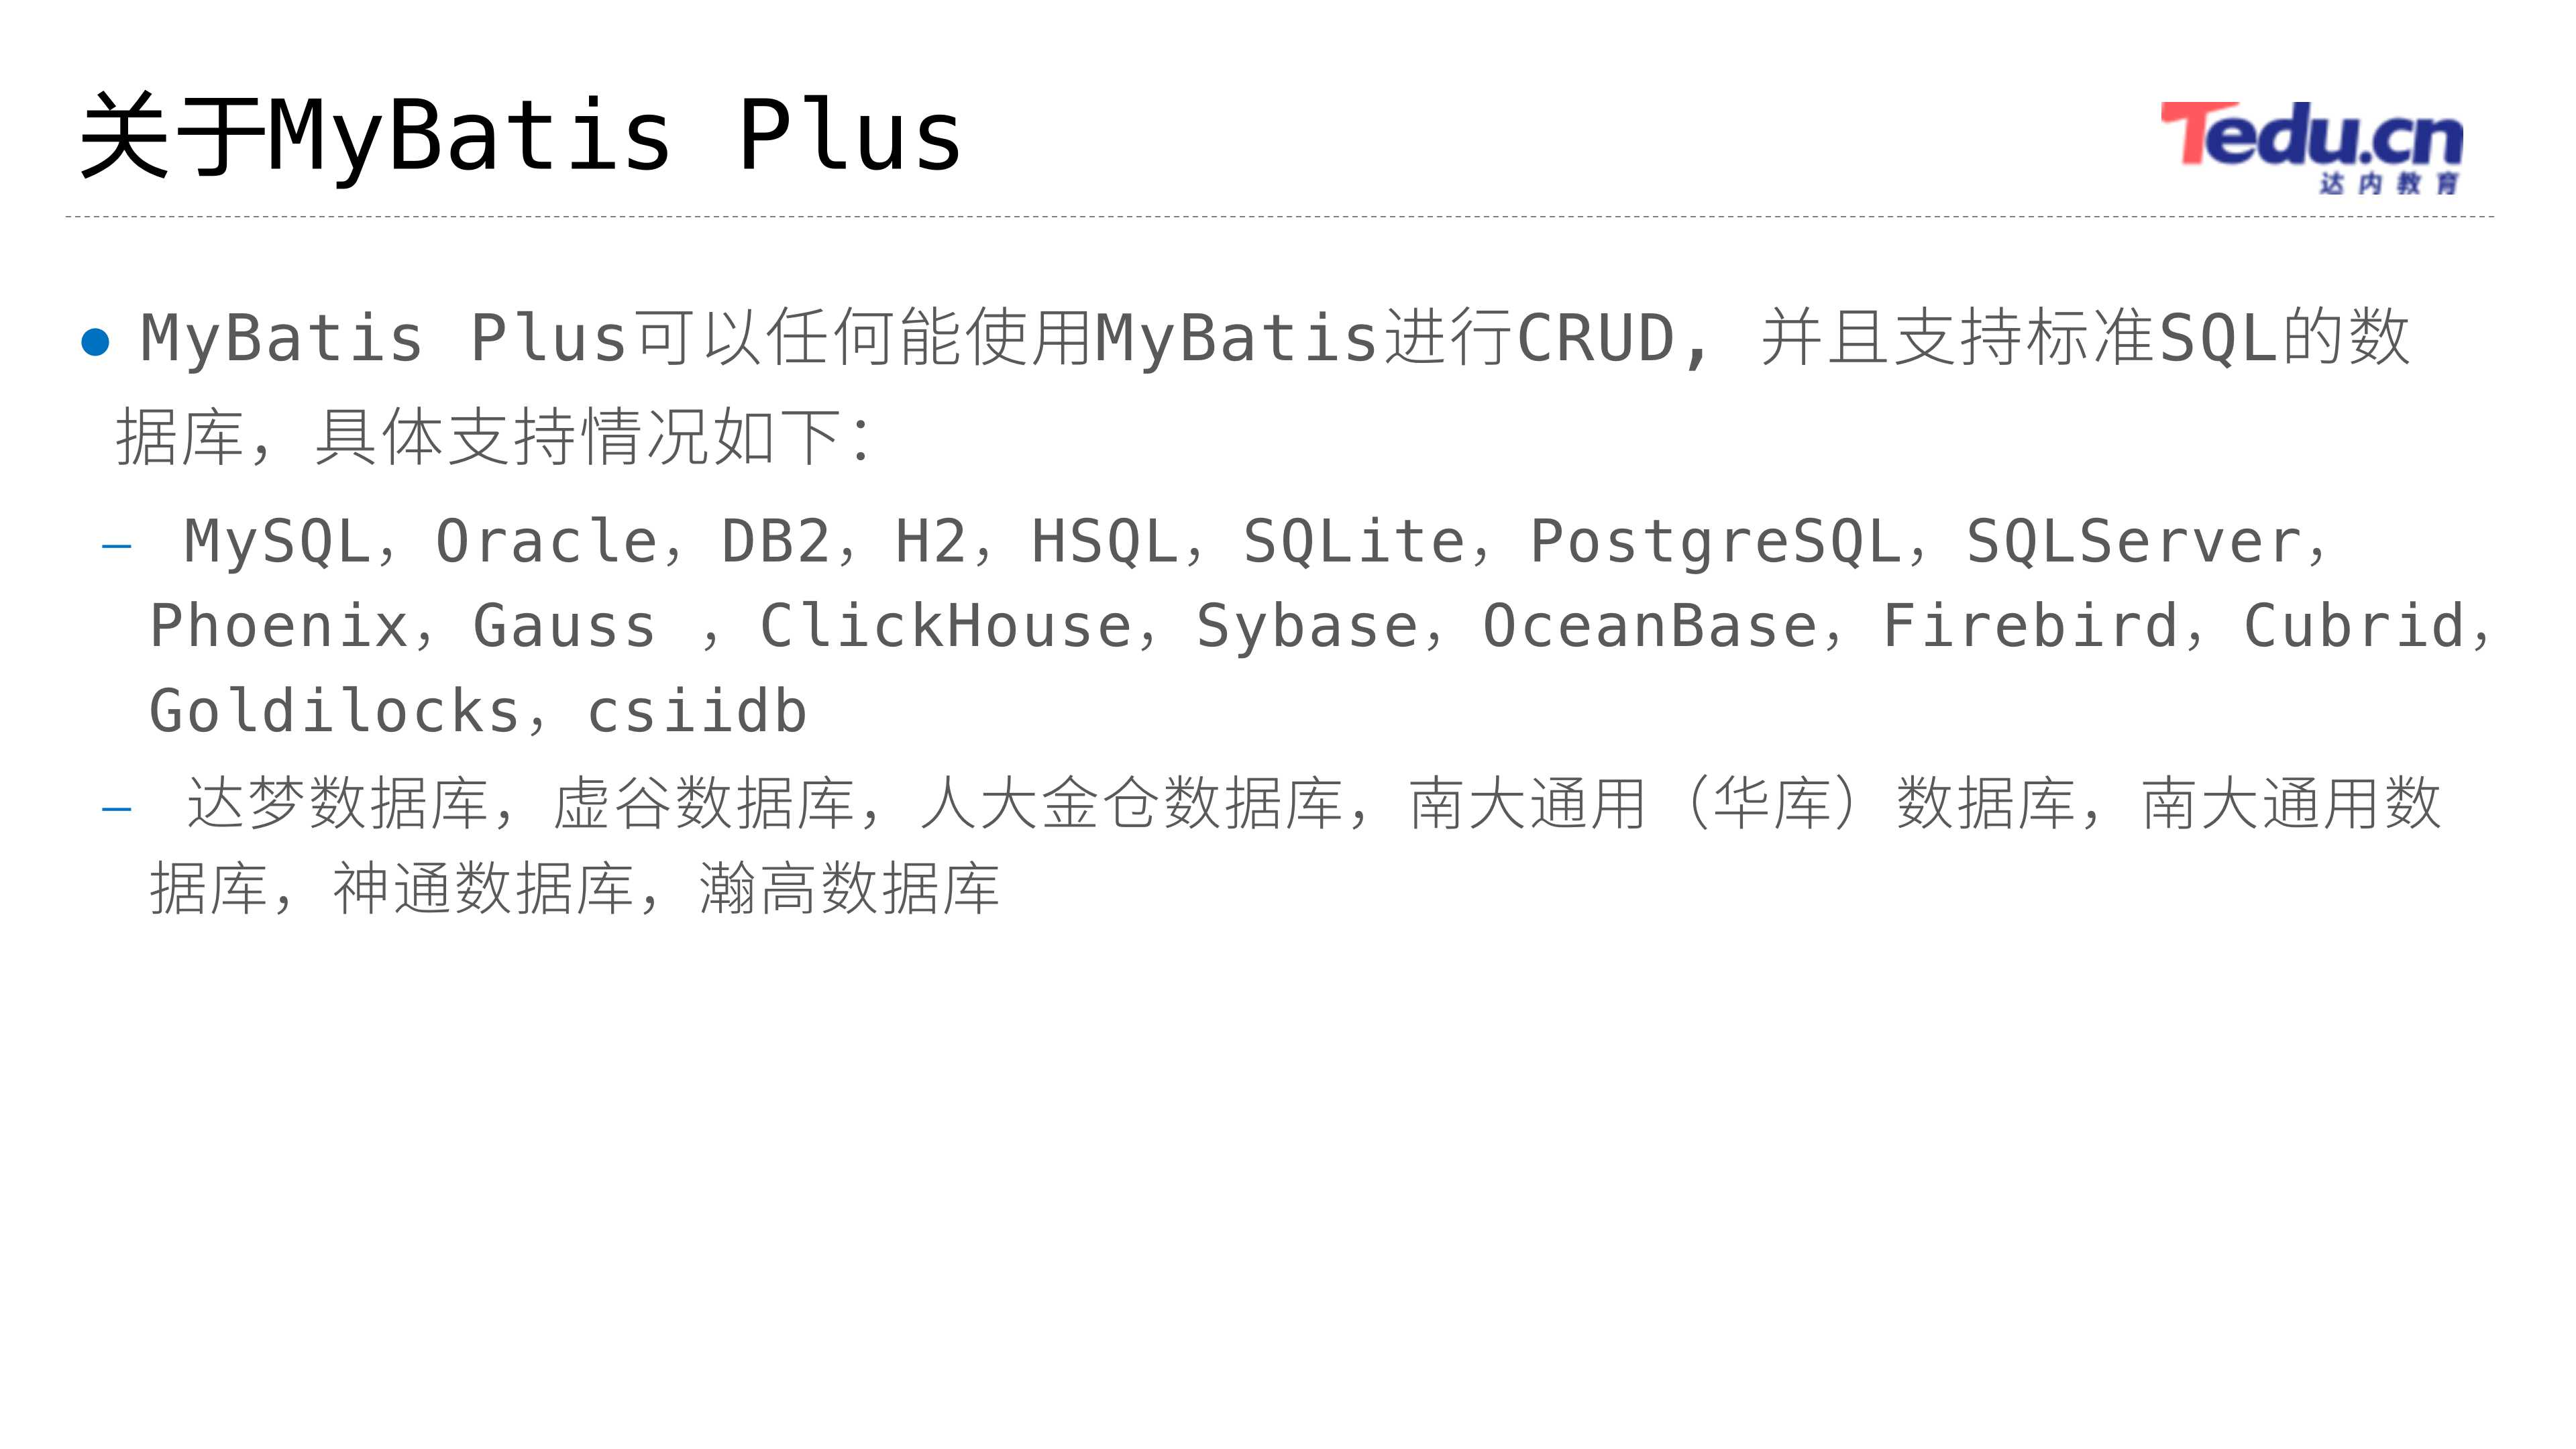 关于MyBatis Plus
Tedu.cn
达内教育
● MyBatis Plus可以任何能使用MyBatis进行CRUD, 并且支持标准SQL的数
据库，具体支持情况如下：
– MySQL，Oracle，DB2，H2，HSQL，SQLite，PostgreSQL，SQLServer，
Phoenix，Gauss ，ClickHouse，Sybase，OceanBase，Firebird，Cubrid，
Goldilocks，csiidb
– 达梦数据库，虚谷数据库，人大金仓数据库，南大通用（华库）数据库，南大通用数
据库，神通数据库，瀚高数据库